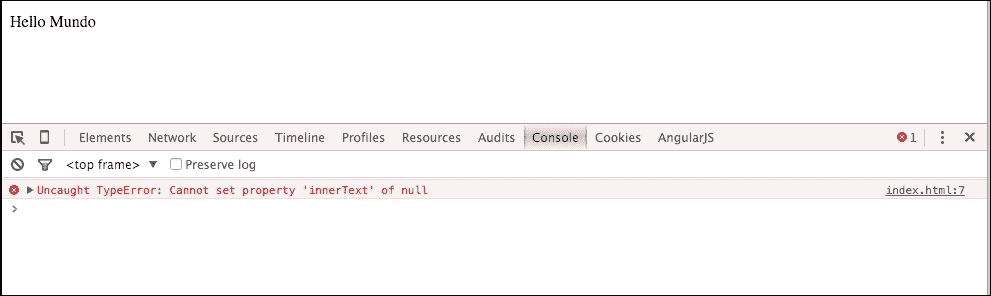 Hello Mundo
Elements Network Sources Timeline Profiles Resources Audits Console Cookies AngularJS 1
<top frame> Preserve log
Uncaught TypeError: Cannot set property 'innerText' of null index.html:7